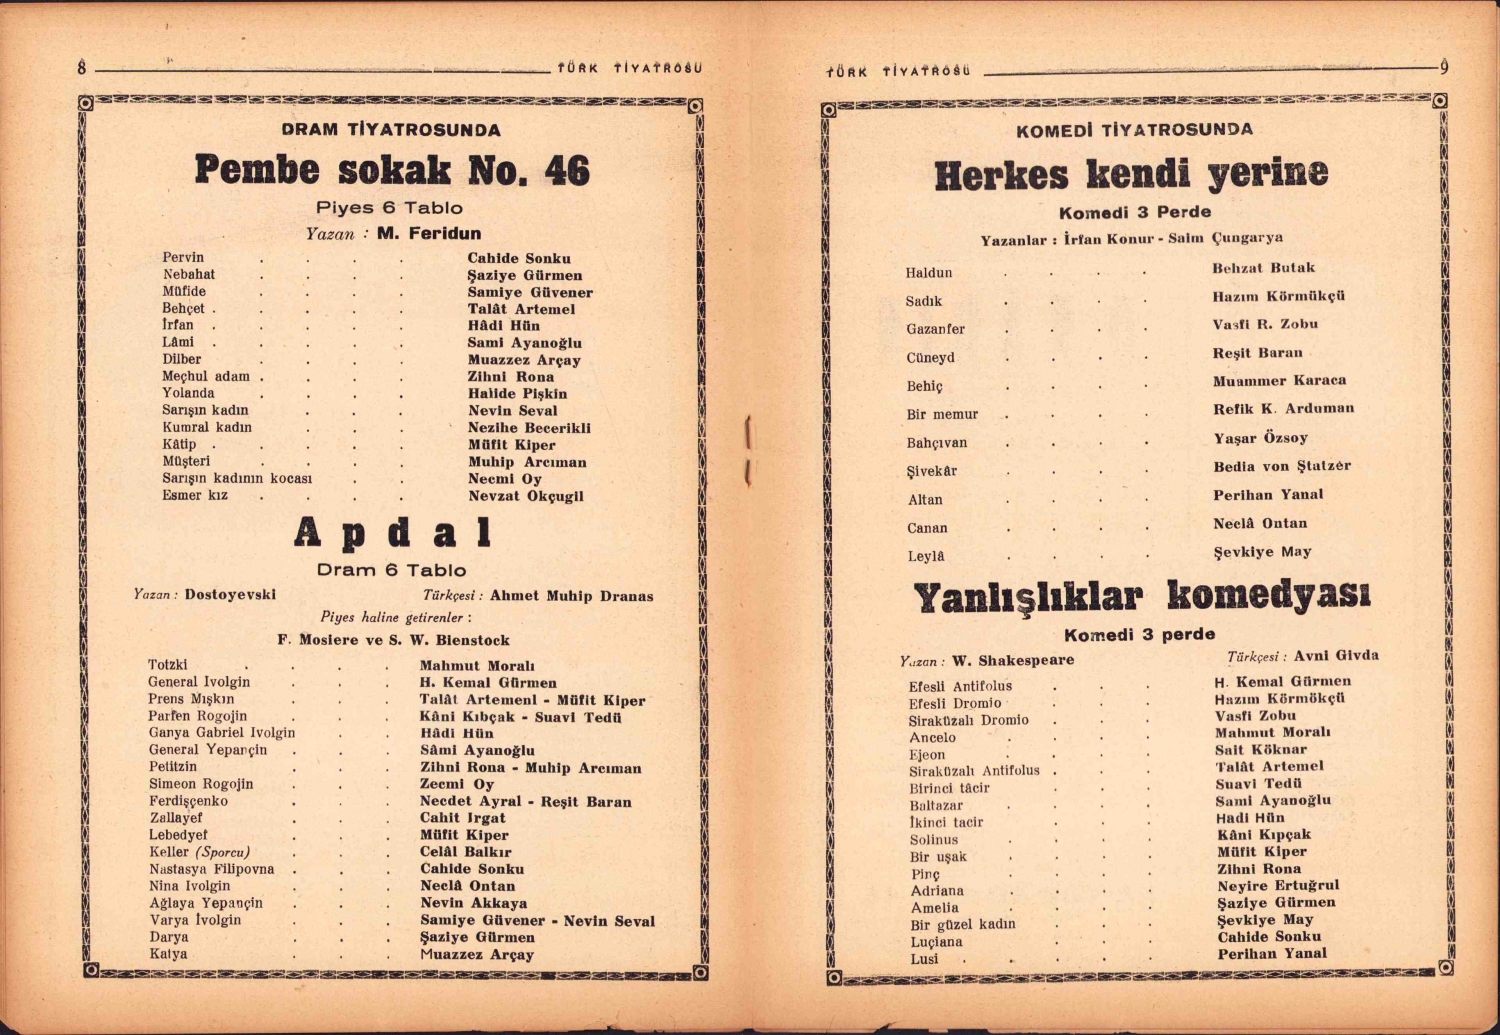 8 TÜRK TİYATROSU
DRAM TİYATROSUNDA
Pembe sokak No. 46
Piyes 6 Tablo
Yazan : M. Feridun
Pervin . . . . Cahide Sonku
Nebahat . . . . Şaziye Gürmen
Müfide . . . . Samiye Güvener
Behçet . . . . Talât Artemel
İrfan . . . . . Hâdi Hün
Lâmi . . . . . Sami Ayanoğlu
Dilber . . . . Muazzez Arçay
Meçhul adam . . . . Zihni Rona
Yolanda . . . . Halide Pişkin
Sarışın kadın . . . Nevin Seval
Kumral kadın . . . Nezihe Becerikli
Kâtip . . . . . Müfit Kiper
Müşteri . . . . Muhip Arcıman
Sarışın kadının kocası . . Necmi Oy
Esmer kız . . . . Nevzat Okçugil
Apdal
Dram 6 Tablo
Yazan : Dostoyevski Türkçesi : Ahmet Muhip Dranas
Piyes haline getirenler :
F. Mosiere ve S. W. Bienstock
Totzki . . . . Mahmut Moralı
General Ivolgin . . . H. Kemal Gürmen
Prens Mışkın . . . Talât Artemenl - Müfit Kiper
Parfen Rogojin . . . Kâni Kıbçak - Suavi Tedü
Ganya Gabriel Ivolgin . . Hâdi Hün
General Yepançin . . . Sâmi Ayanoğlu
Petitzin . . . Zihni Rona - Muhip Arcıman
Simeon Rogojin . . . Zecmi Oy
Ferdişçenko . . . Necdet Ayral - Reşit Baran
Zallayef . . . Cahit Irgat
Lebedyef . . . Müfit Kiper
Keller (Sporcu) . . . Celâl Balkır
Nastasya Filipovna . . . Cahide Sonku
Nina Ivolgin . . . Neclâ Ontan
Ağlaya Yepançin . . . Nevin Akkaya
Varya İvolgin . . . Samiye Güvener - Nevin Seval
Darya . . . Şaziye Gürmen
Katya . . . Muazzez Arçay
TÜRK TİYATROSU 9
KOMEDİ TİYATROSUNDA
Herkes kendi yerine
Komedi 3 Perde
Yazanlar : İrfan Konur - Saim Çungarya
Haldun . . . . Behzat Butak
Sadık . . . . Hazım Körmükçü
Gazanfer . . . . Vasfi R. Zobu
Cüneyd . . . . Reşit Baran
Behiç . . . . Muammer Karaca
Bir memur . . . . Refik K. Arduman
Bahçıvan . . . . Yaşar Özsoy
Şivekâr . . . . Bedia von Ştatzer
Altan . . . . Perihan Yanal
Canan . . . . Neclâ Ontan
Leylâ . . . . Şevkiye May
Yanlışlıklar komedyası
Komedi 3 perde
Yazan : W. Shakespeare Türkçesi : Avni Givda
Efesli Antifolus . . . H. Kemal Gürmen
Efesli Dromio . . . Hazım Körmökçü
Siraküzalı Dromio . . . Vasfi Zobu
Ancelo . . . . Mahmut Moralı
Ejeon . . . . Sait Köknar
Siraküzalı Antifolus . . . Talât Artemel
Birinci tâcir . . . Suavi Tedü
Baltazar . . . . Sami Ayanoğlu
İkinci tacir . . . Hadi Hün
Solinus . . . . Kâni Kıpçak
Bir uşak . . . . Müfit Kiper
Pinç . . . . Zihni Rona
Adriana . . . . Neyire Ertuğrul
Amelia . . . . Şaziye Gürmen
Bir güzel kadın . . . Şevkiye May
Luçiana . . . . Cahide Sonku
Lusi . . . . . Perihan Yanal